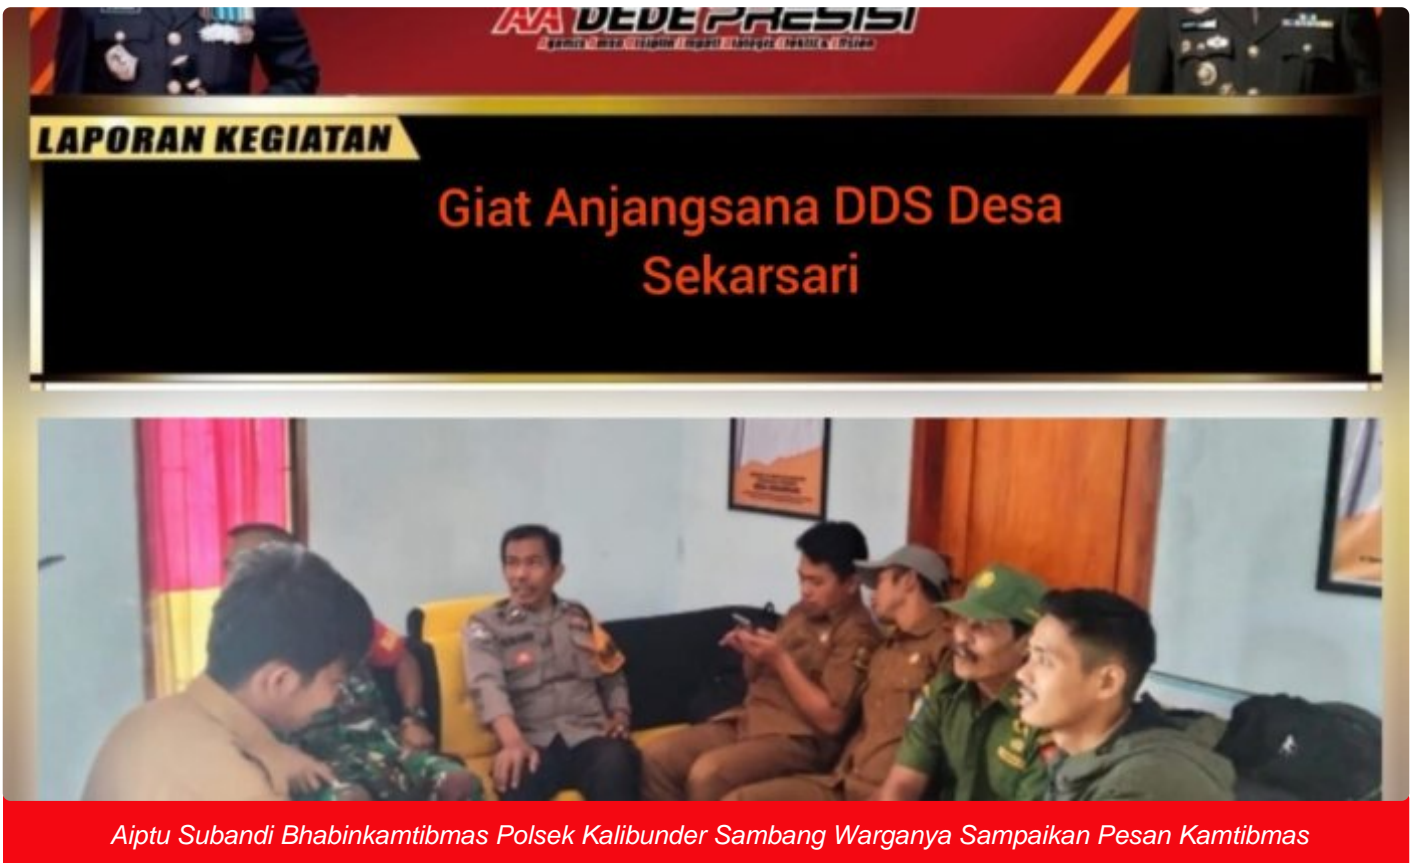 AA DEDE PRESISI
LAPORAN KEGIATAN
Giat Anjangsana DDS Desa
Sekarsari
Aiptu Subandi Bhabinkamtibmas Polsek Kalibunder Sambang Warganya Sampaikan Pesan Kamtibmas